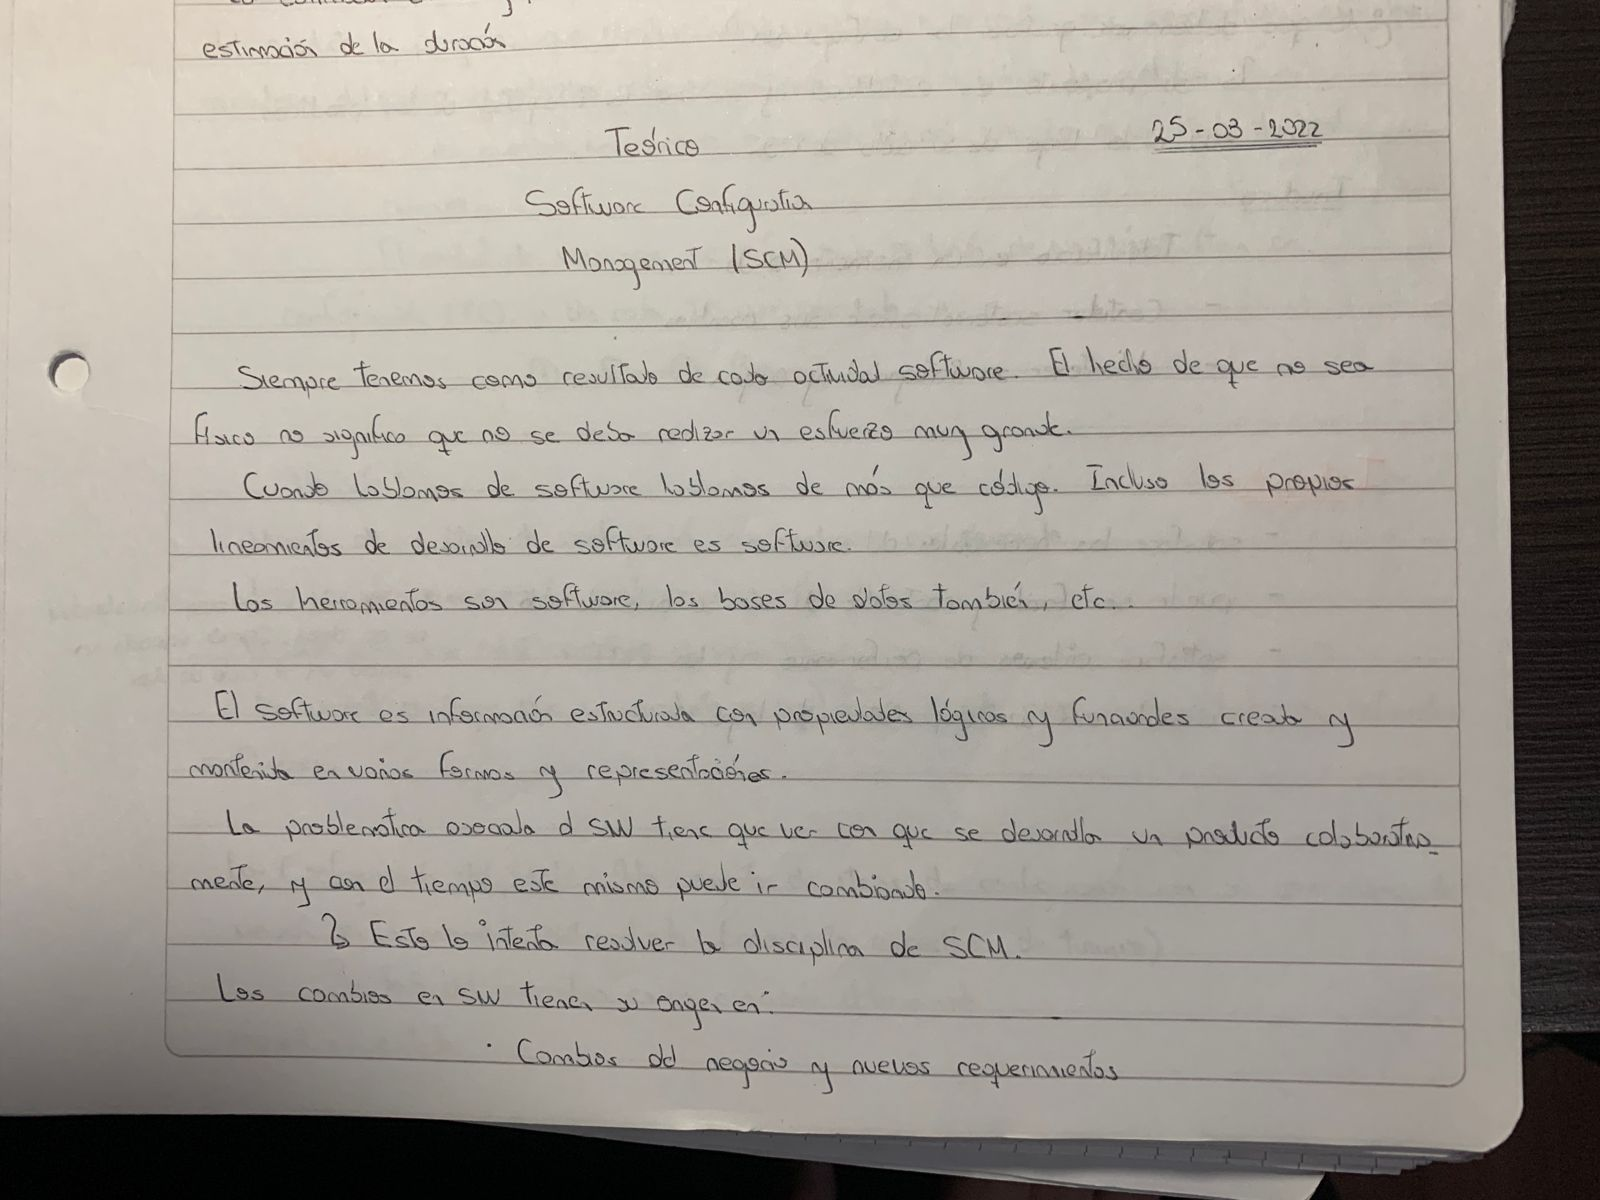 estimación de la duración
Teórico 25-03-2022
Software Configuration
Management (SCM)
Siempre tenemos como resultado de cada actividad software. El hecho de que no sea
físico no significa que no se deba realizar un esfuerzo muy grande.
Cuando hablamos de software hablamos de más que código. Incluso los propios
lineamientos de desarrollo de software es software.
Las herramientas son software, las bases de datos también, etc..
El software es información estructurada con propiedades lógicas y funcionales creada y
mantenida en varias formas y representaciones.
La problemática asociada al SW tiene que ver con que se desarrolla un producto colaborativa-
mente, y con el tiempo este mismo puede ir cambiando.
↳ Esto lo intenta resolver la disciplina de SCM.
Los cambios en SW tienen su origen en:
· Cambios del negocio y nuevos requerimientos